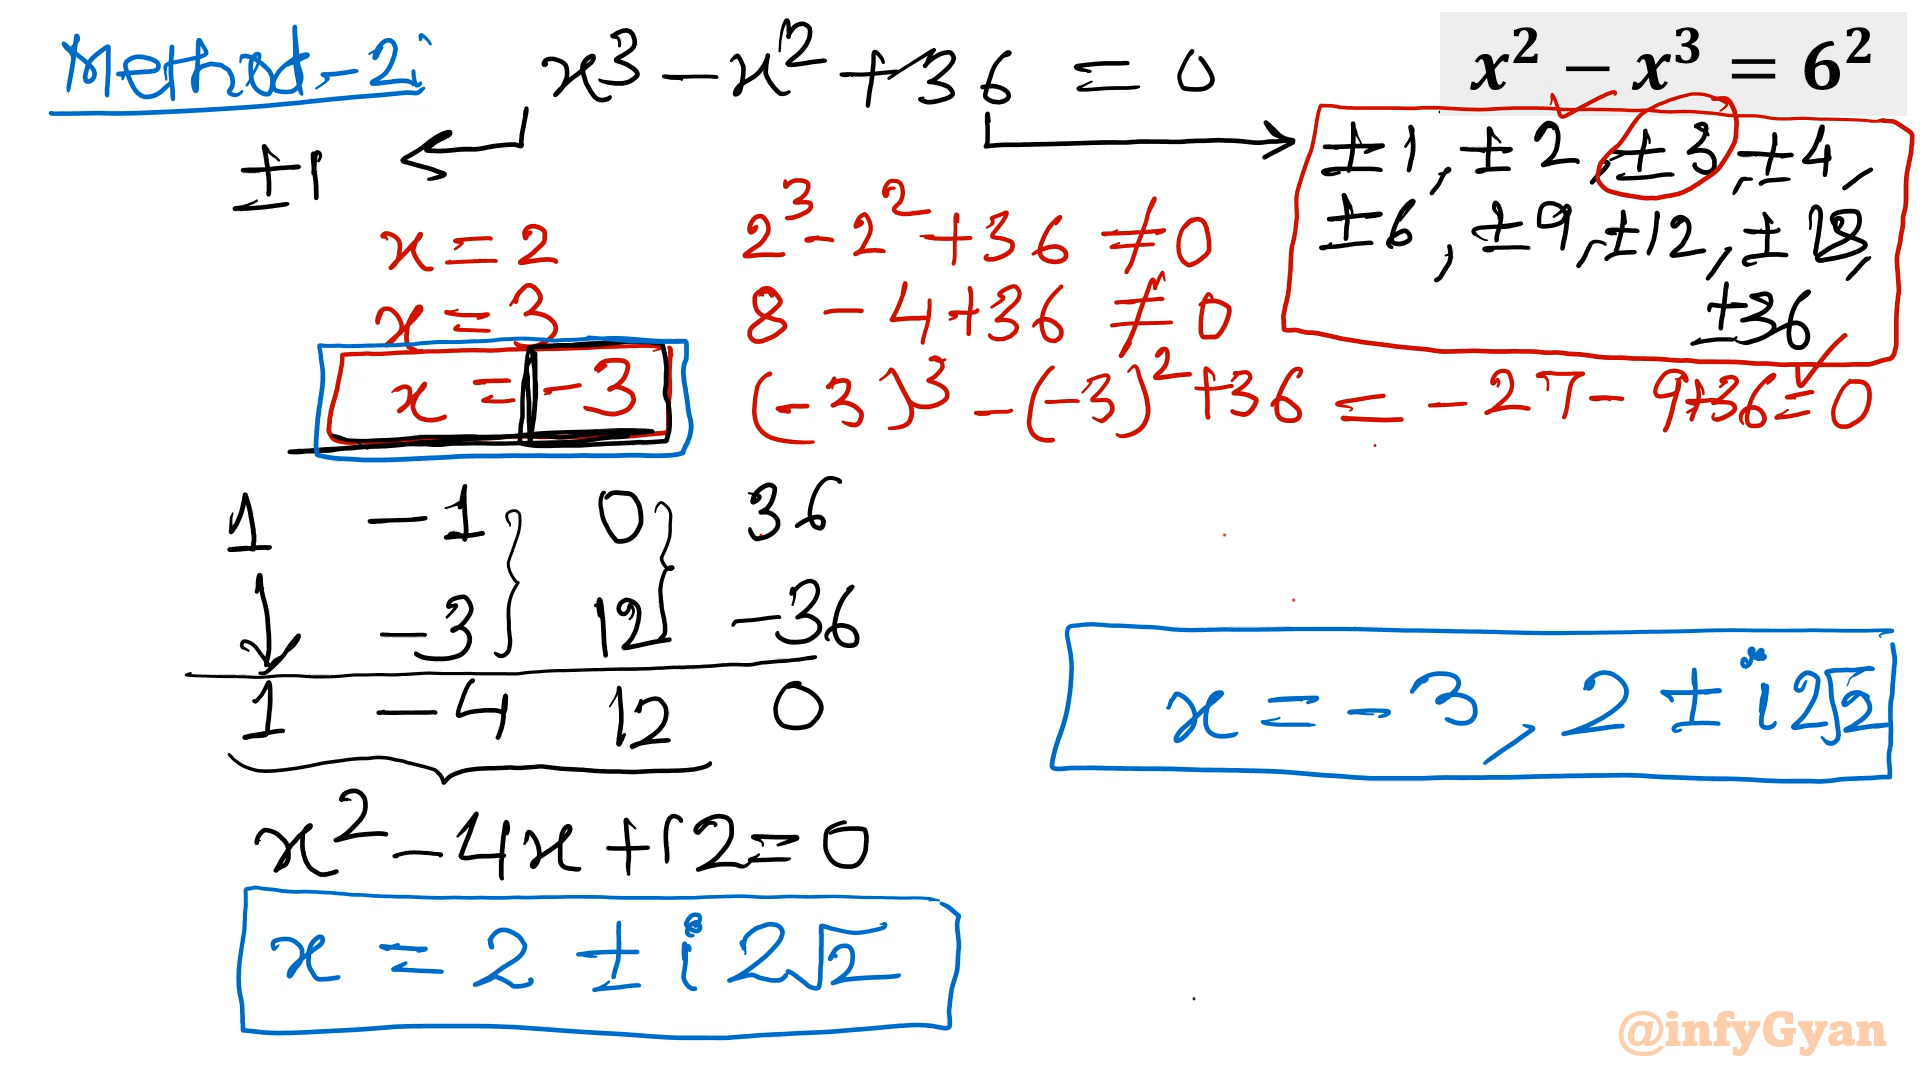 Method-2:
x³ - x² + 36 = 0
x² − x³ = 6²
±1
±1, ±2, ±3, ±4,
±6, ±9, ±12, ±18,
±36
x = 2
2³ - 2² + 36 ≠ 0
x = 3
8 - 4 + 36 ≠ 0
x = -3
(-3)³ - (-3)² + 36 = -27 - 9 + 36 = 0
1 -1 0 36
-3 12 -36
1 -4 12 0
x² - 4x + 12 = 0
x = 2 ± i 2√2
x = -3, 2 ± i 2√2
@infyGyan